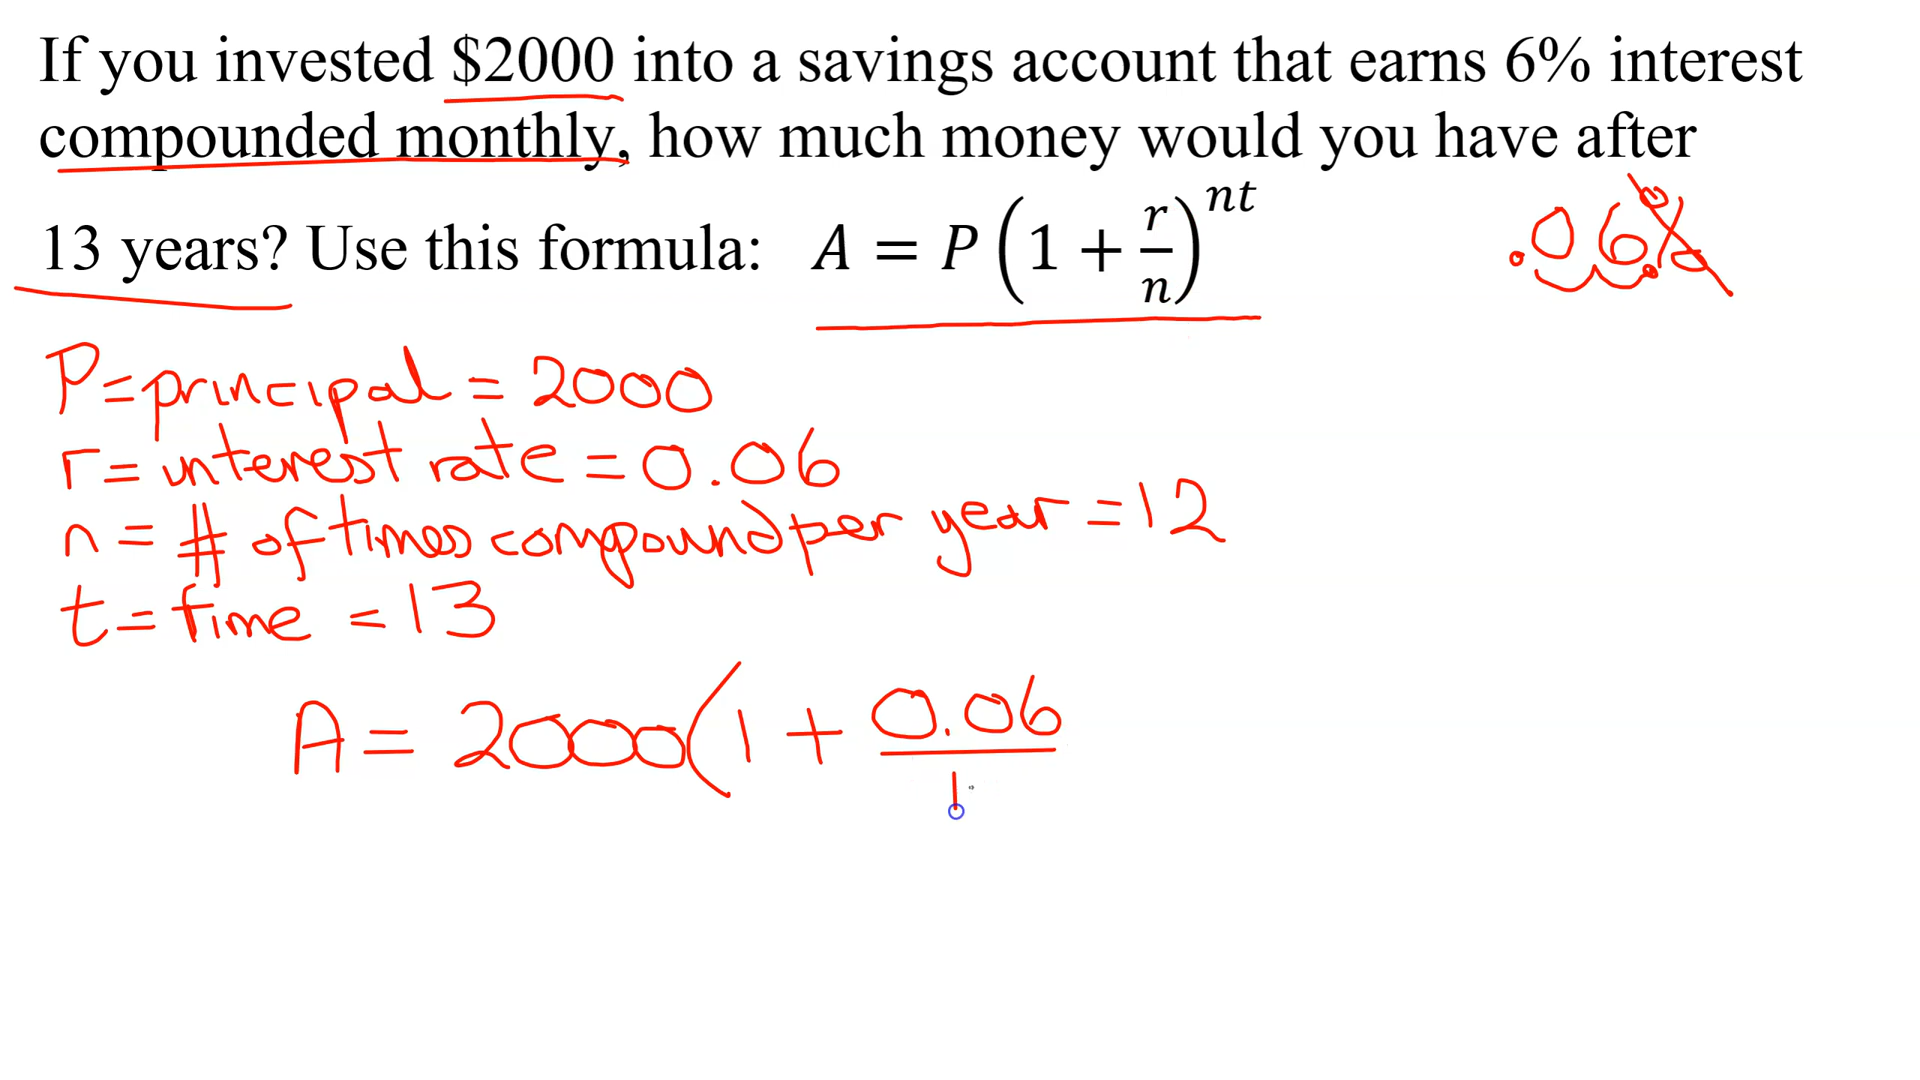 If you invested $2000 into a savings account that earns 6% interest
compounded monthly, how much money would you have after
13 years? Use this formula: A = P(1 + r/n)^nt
.06.%
P = principal = 2000
r = interest rate = 0.06
n = # of times compound per year = 12
t = time = 13
A = 2000(1 + 0.06/1